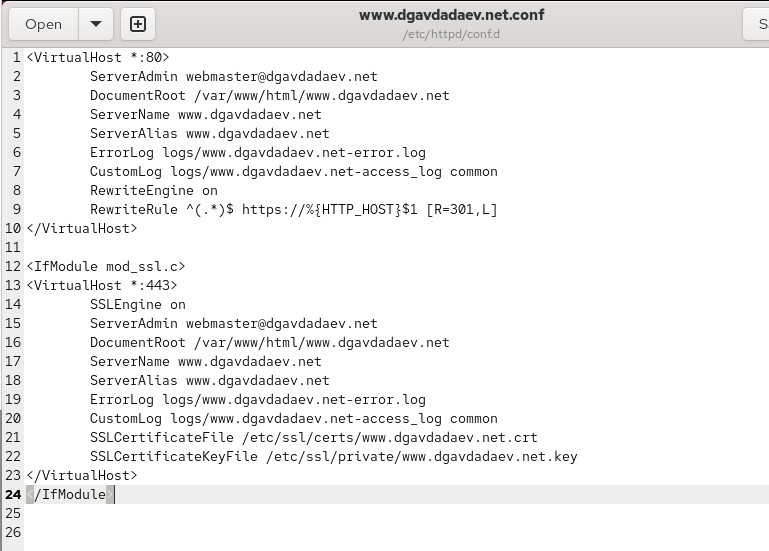 Open
www.dgavdadaev.net.conf
/etc/httpd/conf.d
S
1 <VirtualHost *:80>
2 ServerAdmin webmaster@dgavdadaev.net
3 DocumentRoot /var/www/html/www.dgavdadaev.net
4 ServerName www.dgavdadaev.net
5 ServerAlias www.dgavdadaev.net
6 ErrorLog logs/www.dgavdadaev.net-error.log
7 CustomLog logs/www.dgavdadaev.net-access_log common
8 RewriteEngine on
9 RewriteRule ^(.*)$ https://%{HTTP_HOST}$1 [R=301,L]
10 </VirtualHost>
11
12 <IfModule mod_ssl.c>
13 <VirtualHost *:443>
14 SSLEngine on
15 ServerAdmin webmaster@dgavdadaev.net
16 DocumentRoot /var/www/html/www.dgavdadaev.net
17 ServerName www.dgavdadaev.net
18 ServerAlias www.dgavdadaev.net
19 ErrorLog logs/www.dgavdadaev.net-error.log
20 CustomLog logs/www.dgavdadaev.net-access_log common
21 SSLCertificateFile /etc/ssl/certs/www.dgavdadaev.net.crt
22 SSLCertificateKeyFile /etc/ssl/private/www.dgavdadaev.net.key
23 </VirtualHost>
24 </IfModule>
25
26